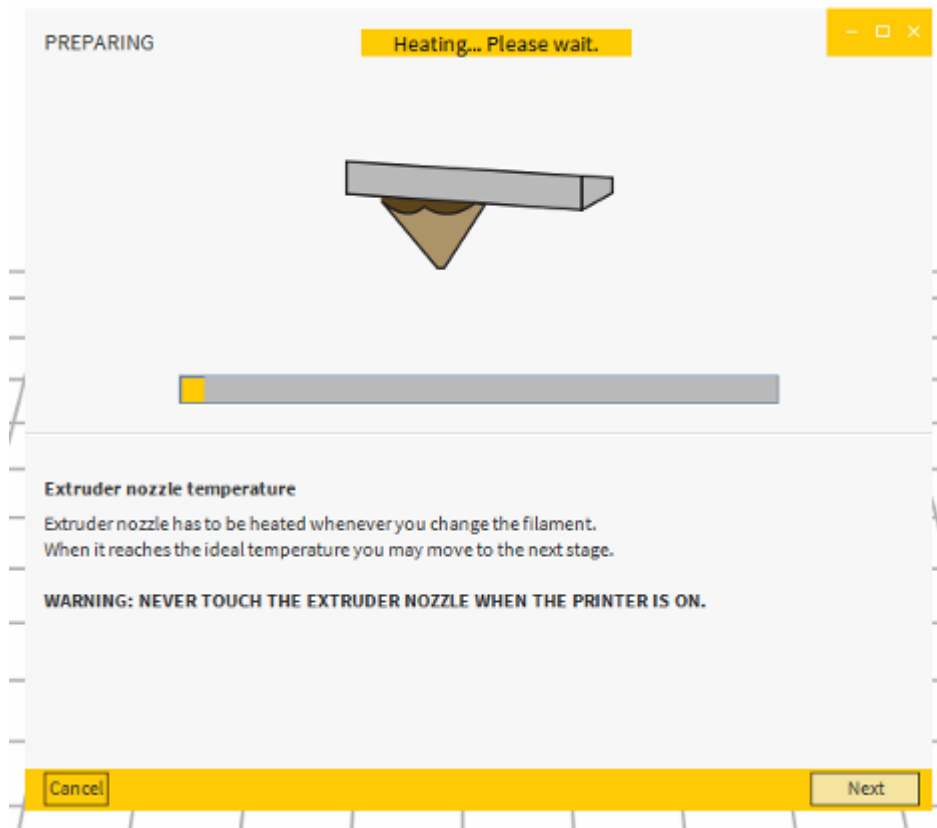 PREPARING
Heating... Please wait.
Extruder nozzle temperature
Extruder nozzle has to be heated whenever you change the filament.
When it reaches the ideal temperature you may move to the next stage.
WARNING: NEVER TOUCH THE EXTRUDER NOZZLE WHEN THE PRINTER IS ON.
Cancel
Next